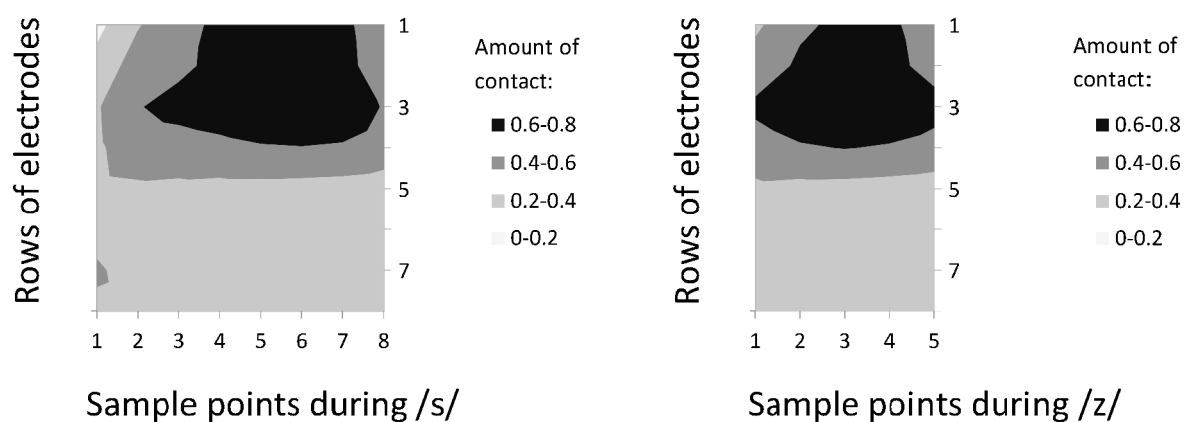 Rows of electrodes
1
3
5
7
1 2 3 4 5 6 7 8
Sample points during /s/
Amount of
contact:
0.6-0.8
0.4-0.6
0.2-0.4
0-0.2
Rows of electrodes
1
3
5
7
1 2 3 4 5
Sample points during /z/
Amount of
contact:
0.6-0.8
0.4-0.6
0.2-0.4
0-0.2